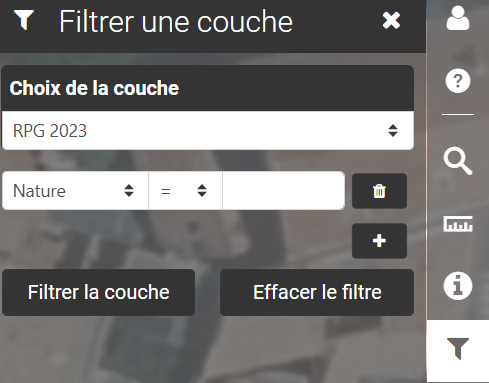 Filtrer une couche
Choix de la couche
RPG 2023
Nature =
Filtrer la couche Effacer le filtre